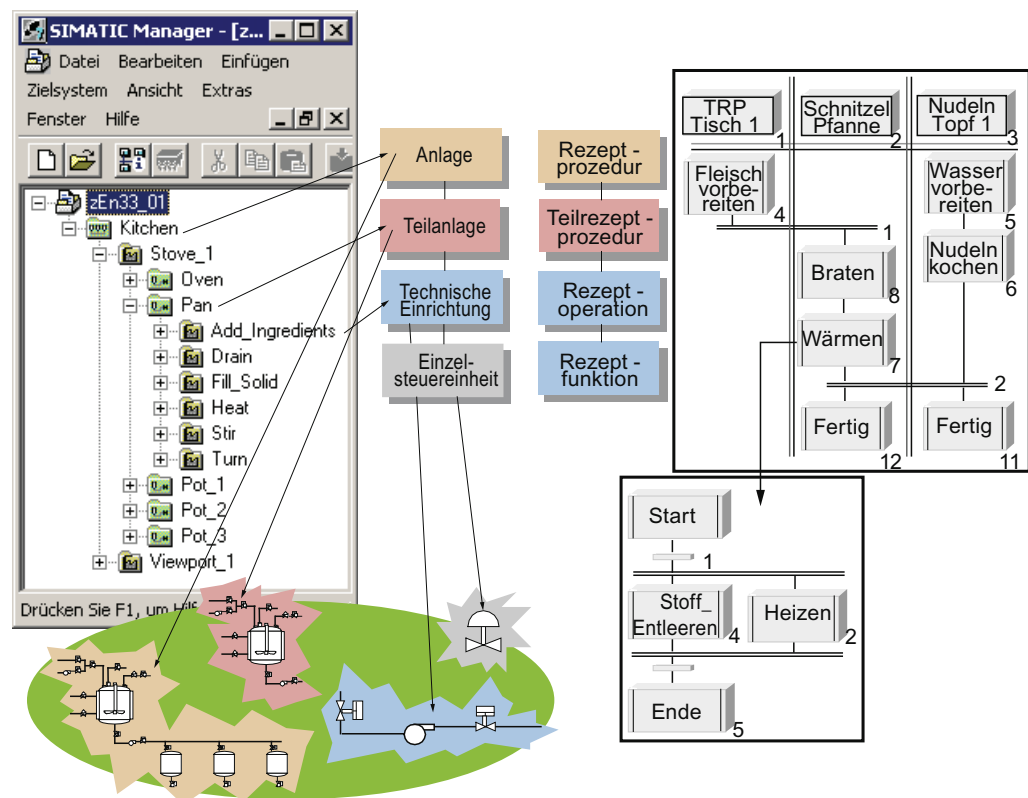 SIMATIC Manager - [z...
Datei Bearbeiten Einfügen
Zielsystem Ansicht Extras
Fenster Hilfe
zEn33_01
Kitchen
Stove_1
Oven
Pan
Add_Ingredients
Drain
Fill_Solid
Heat
Stir
Turn
Pot_1
Pot_2
Pot_3
Viewport_1
Drücken Sie F1, um Hilf
Anlage
Teilanlage
Technische
Einrichtung
Einzel-
steuereinheit
Rezept -
prozedur
Teilrezept -
prozedur
Rezept -
operation
Rezept -
funktion
TRP
Tisch 1
1
Schnitzel
Pfanne
2
Nudeln
Topf 1
3
Fleisch
vorbe-
reiten
4
Wasser
vorbe-
reiten
5
1
Braten
8
Nudeln
kochen
6
Wärmen
7
2
Fertig
12
Fertig
11
Start
1
Stoff_
Entleeren
4
Heizen
2
Ende
5